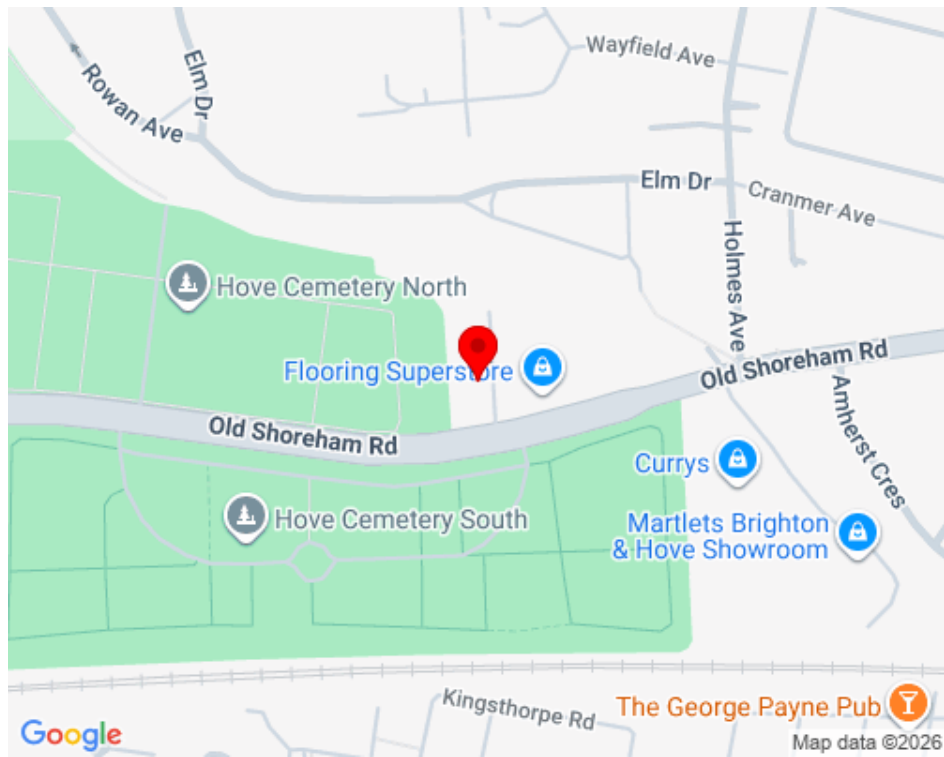 Wayfield Ave
Elm Dr
Rowan Ave
Elm Dr
Cranmer Ave
Holmes Ave
Hove Cemetery North
Flooring Superstore
Old Shoreham Rd
Old Shoreham Rd
Amherst Cres
Currys
Hove Cemetery South
Martlets Brighton
& Hove Showroom
Kingsthorpe Rd
The George Payne Pub
Google
Map data ©2026